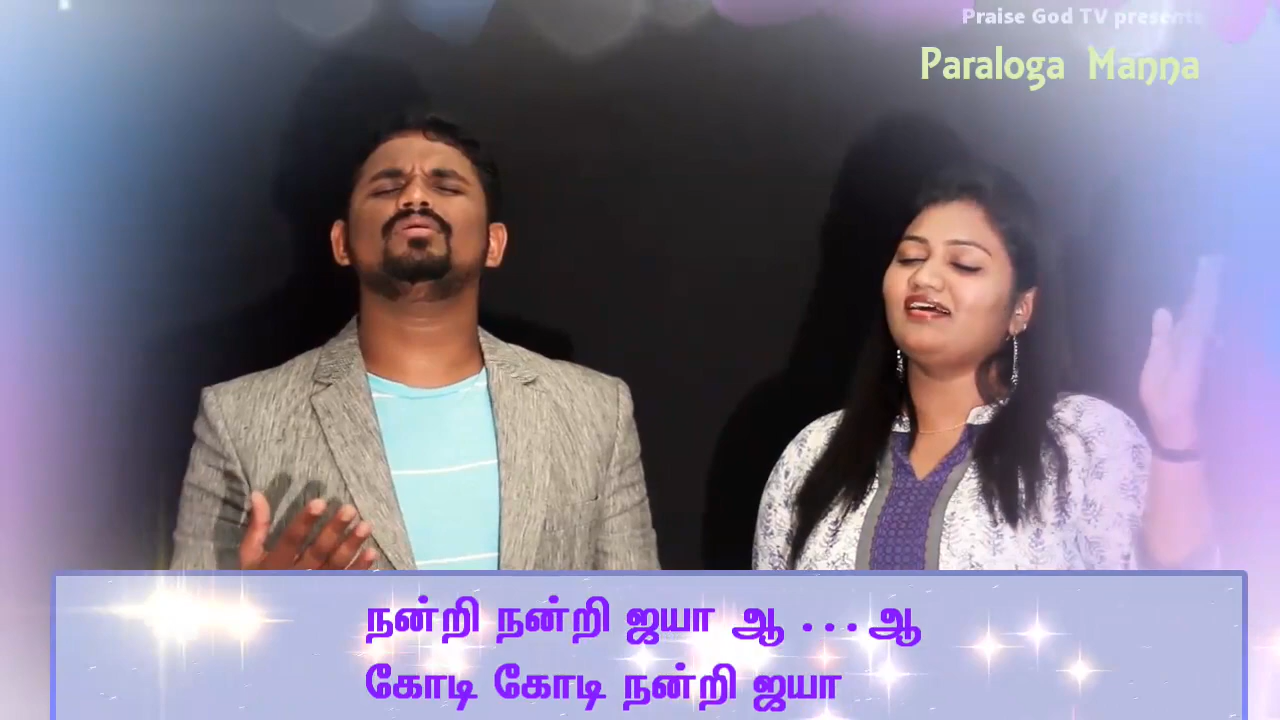 Praise God TV presents
Paraloga Manna
நன்றி நன்றி ஐயா ஆ ...ஆ
கோடி கோடி நன்றி ஐயா